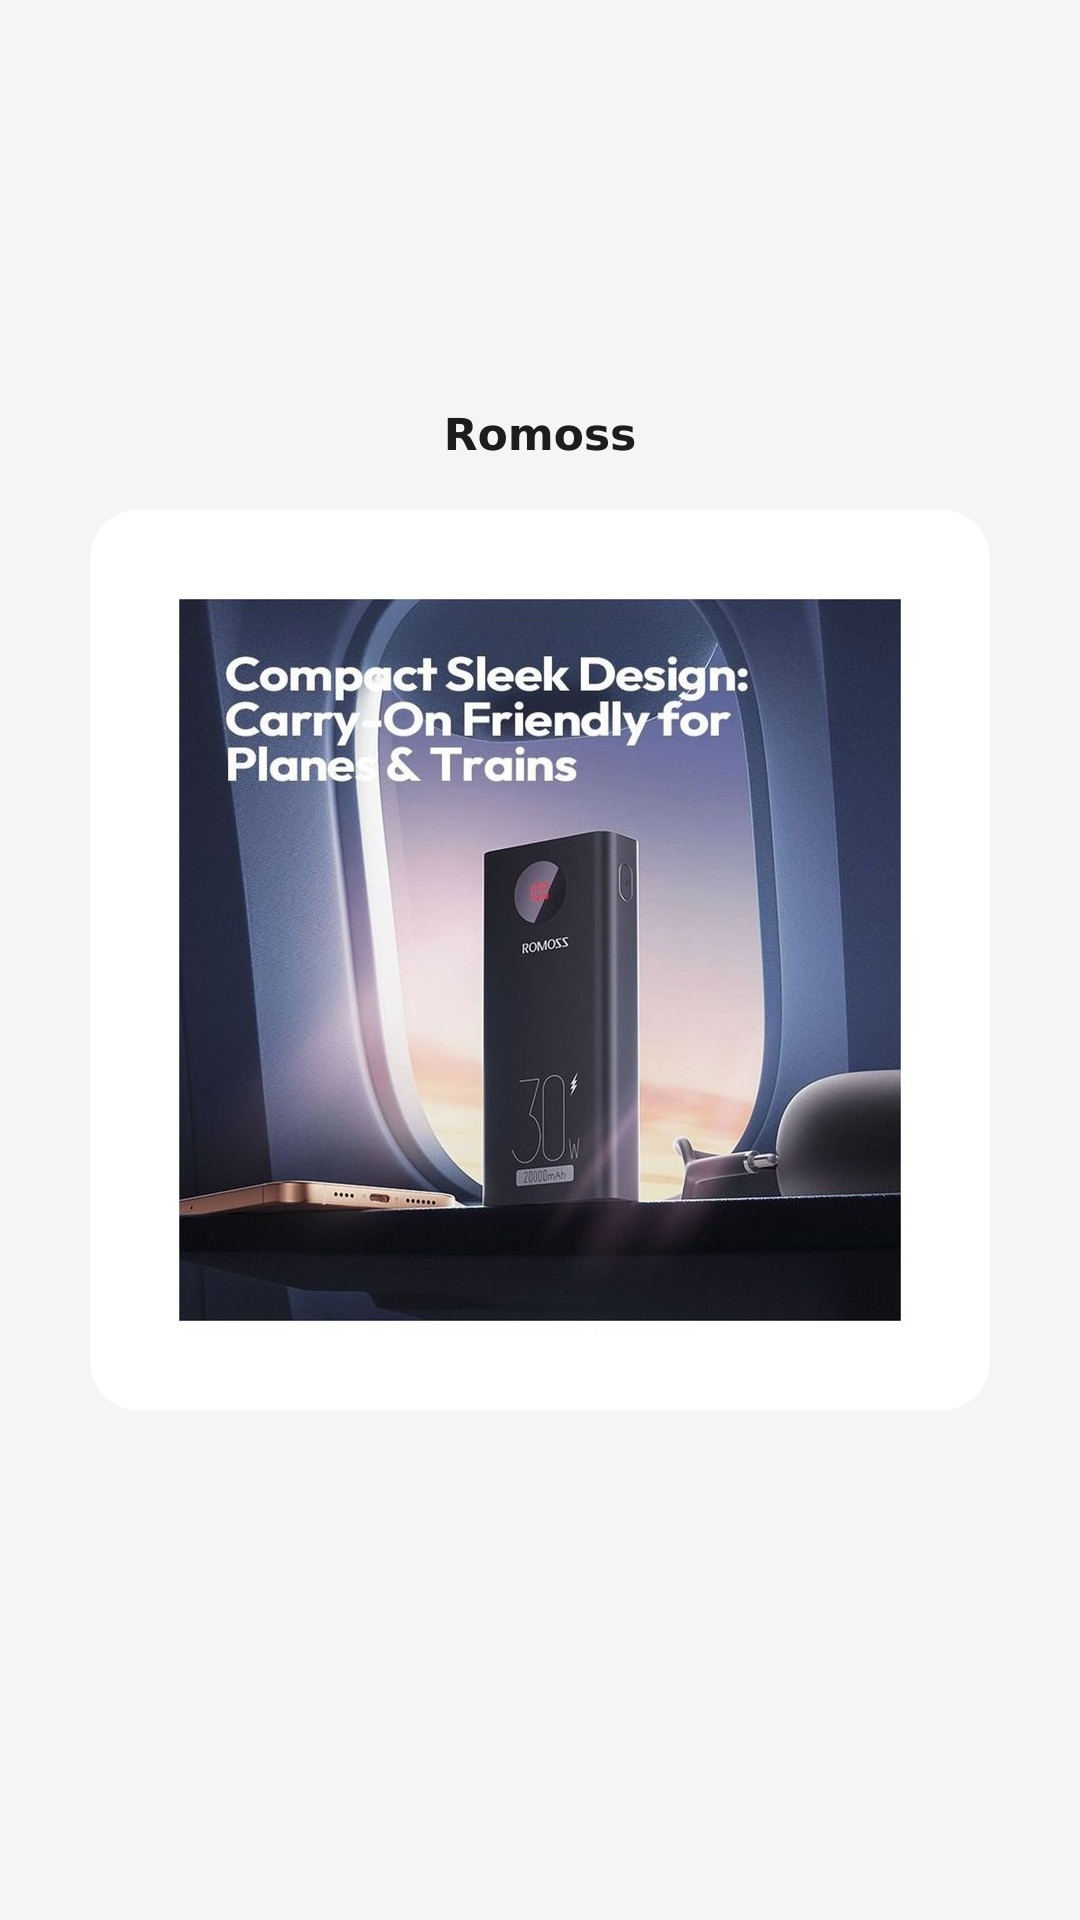 Romoss
Compact Sleek Design:
Carry-On Friendly for
Planes & Trains
ROMOSS
30W
20000mAh